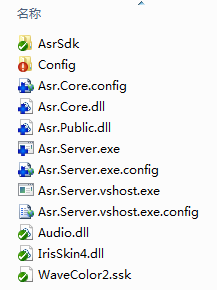 名称
AsrSdk
Config
Asr.Core.config
Asr.Core.dll
Asr.Public.dll
Asr.Server.exe
Asr.Server.exe.config
Asr.Server.vshost.exe
Asr.Server.vshost.exe.config
Audio.dll
IrisSkin4.dll
WaveColor2.ssk